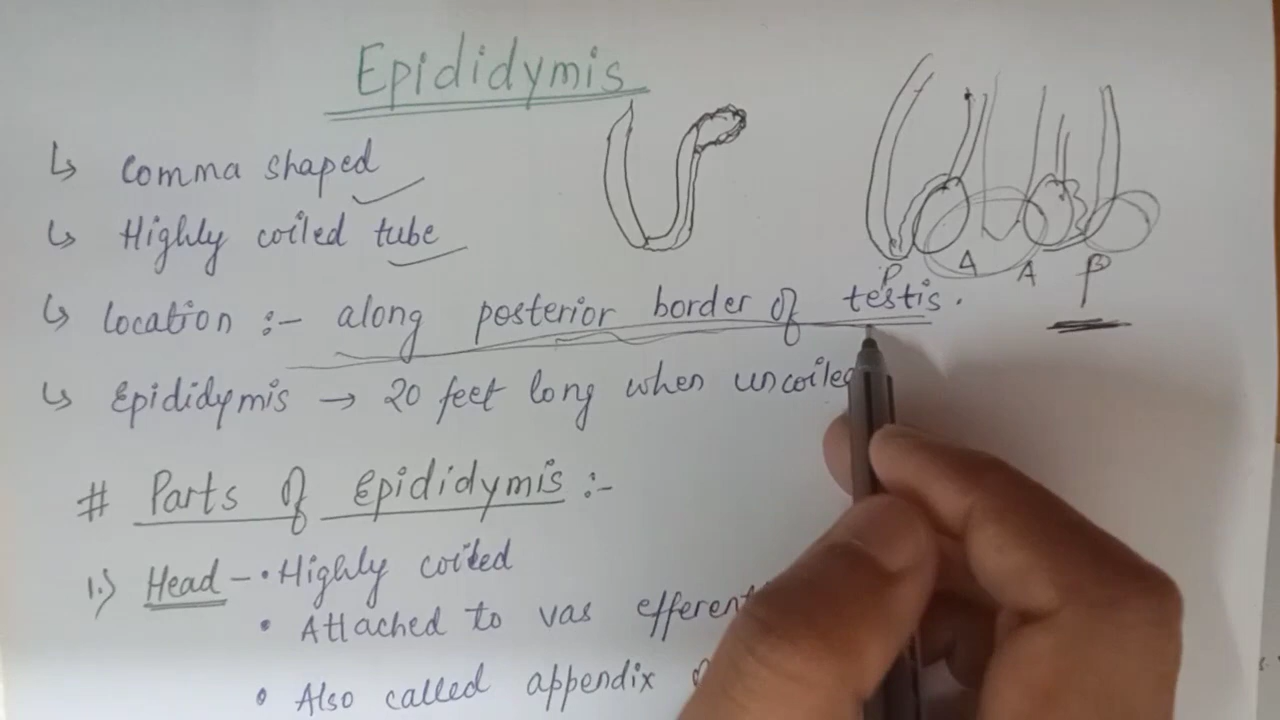 Epididymis
↳ Comma shaped
↳ Highly coiled tube
P A A P
↳ location :- along posterior border of testis.
↳ Epididymis → 20 feet long when uncoiled
# Parts of Epididymis :-
1.) Head - • Highly coiled
• Attached to vas efferent
• Also called appendix